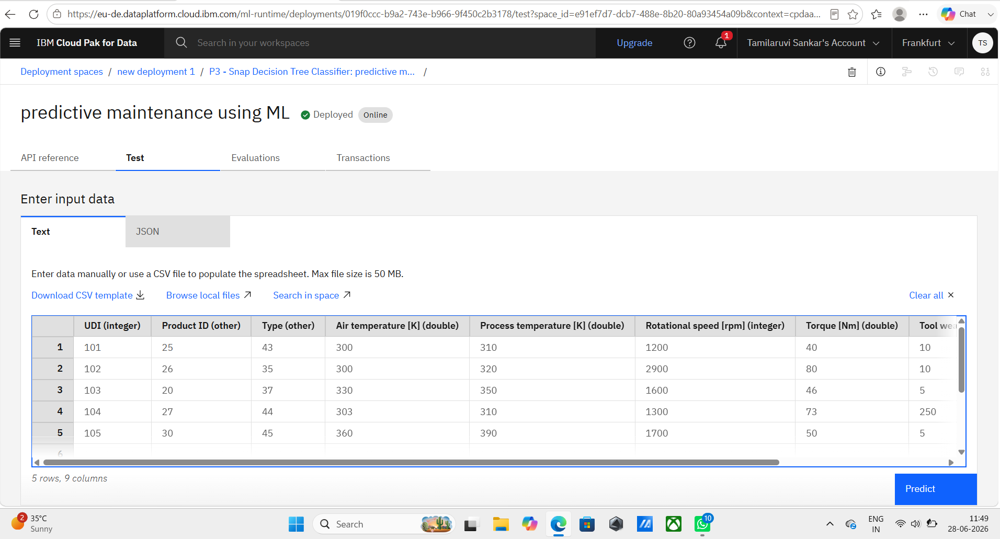 https://eu-de.dataplatform.cloud.ibm.com/ml-runtime/deployments/019f0ccc-b9a2-743e-b966-9f450c2b3178/test?space_id=e91ef7d7-dcb7-488e-8b20-80a93454a09b&context=cpdaa...
Chat
IBM Cloud Pak for Data
Search in your workspaces
Upgrade
1
Tamilaruvi Sankar's Account
Frankfurt
TS
Deployment spaces / new deployment 1 / P3 - Snap Decision Tree Classifier: predictive m... /
predictive maintenance using ML
Deployed
Online
API reference
Test
Evaluations
Transactions
Enter input data
Text
JSON
Enter data manually or use a CSV file to populate the spreadsheet. Max file size is 50 MB.
Download CSV template
Browse local files
Search in space
Clear all
UDI (integer) Product ID (other) Type (other) Air temperature [K] (double) Process temperature [K] (double) Rotational speed [rpm] (integer) Torque [Nm] (double) Tool
1 101 25 43 300 310 1200 40 10
2 102 26 35 300 320 2900 80 10
3 103 20 37 330 350 1600 46 5
4 104 27 44 303 310 1300 73 250
5 105 30 45 360 390 1700 50 5
6
5 rows, 9 columns
Predict
2
35°C
Sunny
Search
10
ENG
IN
11:49
28-06-2026